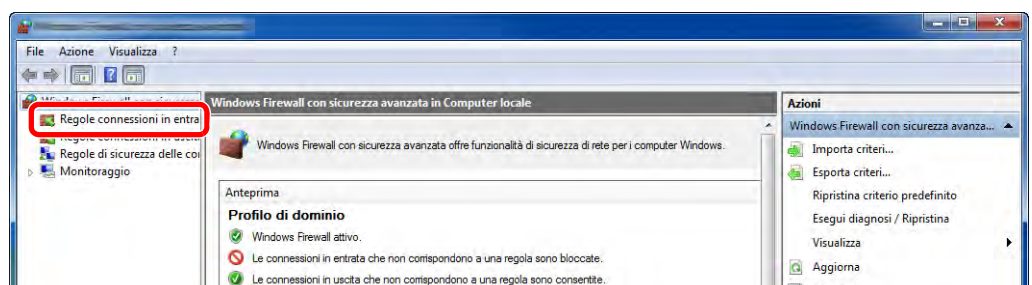 File Azione Visualizza ?
Regole connessioni in entra
Regole di sicurezza delle co
Monitoraggio
Windows Firewall con sicurezza avanzata in Computer locale
Windows Firewall con sicurezza avanzata offre funzionalità di sicurezza di rete per i computer Windows.
Anteprima
Profilo di dominio
Windows Firewall attivo.
Le connessioni in entrata che non corrispondono a una regola sono bloccate.
Le connessioni in uscita che non corrispondono a una regola sono consentite.
Azioni
Windows Firewall con sicurezza avanza...
Importa criteri...
Esporta criteri...
Ripristina criterio predefinito
Esegui diagnosi / Ripristina
Visualizza
Aggiorna